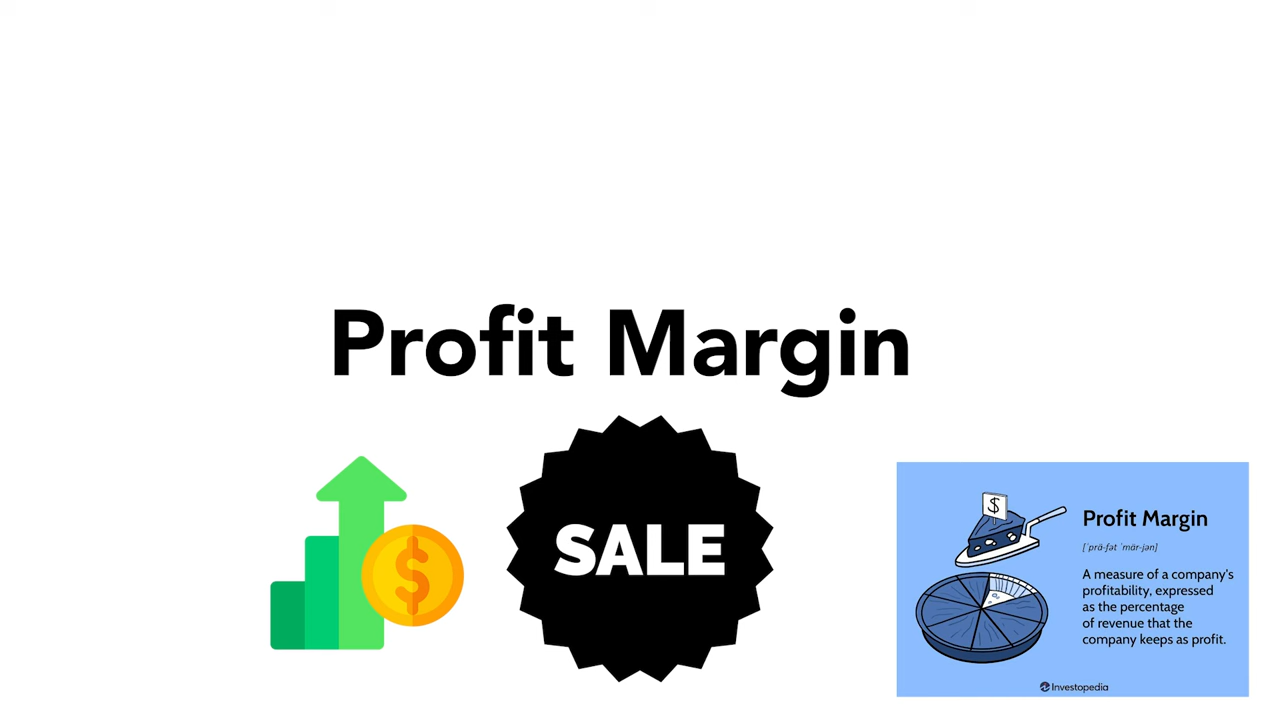 Profit Margin
$
SALE
$
Profit Margin
[ˈprä-fət ˈmär-jən]
A measure of a company's
profitability, expressed
as the percentage
of revenue that the
company keeps as profit.
Investopedia